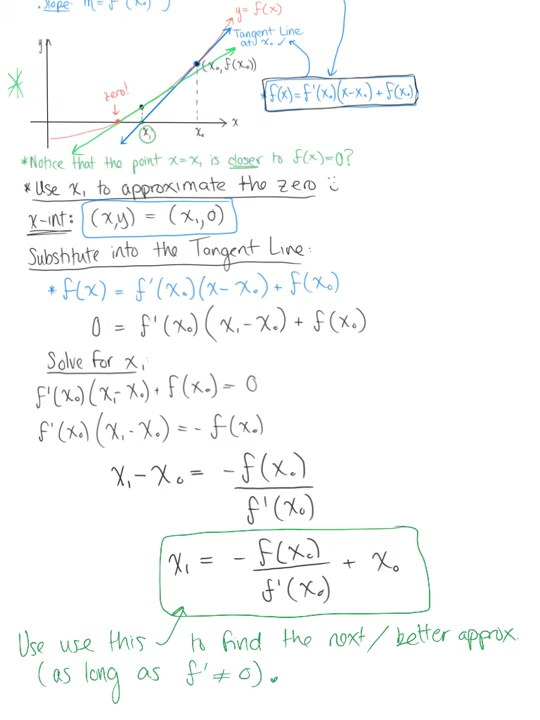 • Slope: m = f'(x₀)
y = f(x)
Tangent Line
at x₀ ✓
y
(x₀, f(x₀))
zero!
x₁
x₀
x
f(x) = f'(x₀)(x-x₀) + f(x₀)
*Notice that the point x = x₁ is closer to f(x) = 0?
*Use x₁ to approximate the zero ü
x-int: (x,y) = (x₁, 0)
Substitute into the Tangent Line:
* f(x) = f'(x₀)(x - x₀) + f(x₀)
0 = f'(x₀)(x₁ - x₀) + f(x₀)
Solve for x₁:
f'(x₀)(x₁ - x₀) + f(x₀) = 0
f'(x₀)(x₁ - x₀) = - f(x₀)
x₁ - x₀ = -f(x₀) / f'(x₀)
x₁ = - f(x₀) / f'(x₀) + x₀
Use use this to find the next / better approx.
(as long as f' ≠ 0).